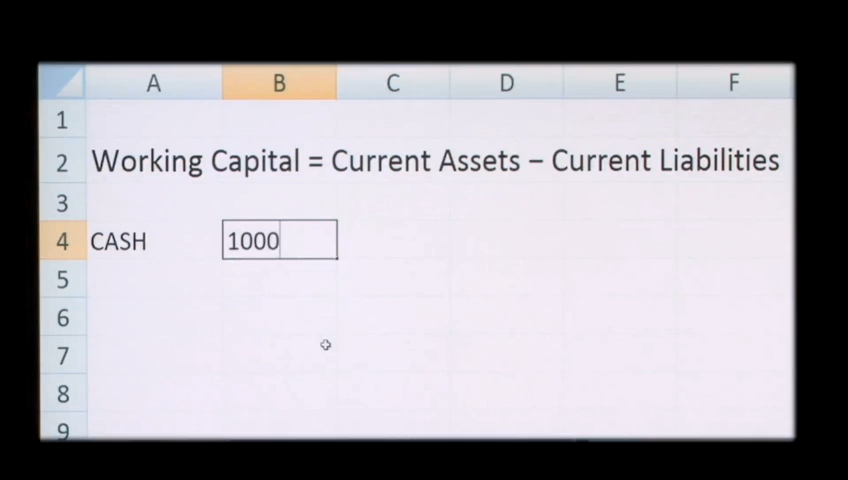 A B C D E F
1
2 Working Capital = Current Assets – Current Liabilities
3
4 CASH 1000
5
6
7
8
9